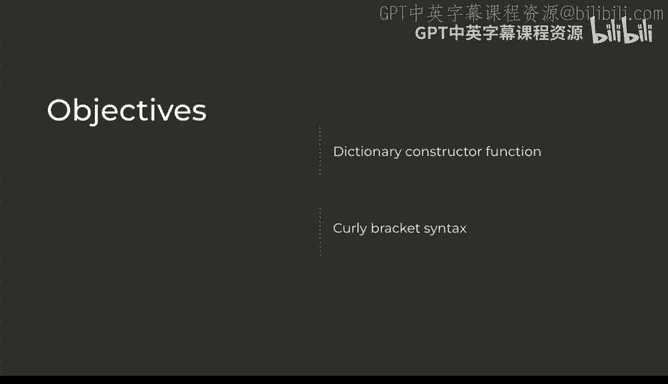 GPT中英字幕课程资源@bilibili.com
GPT中英字幕课程资源 bilibili
Objectives
Dictionary constructor function
Curly bracket syntax